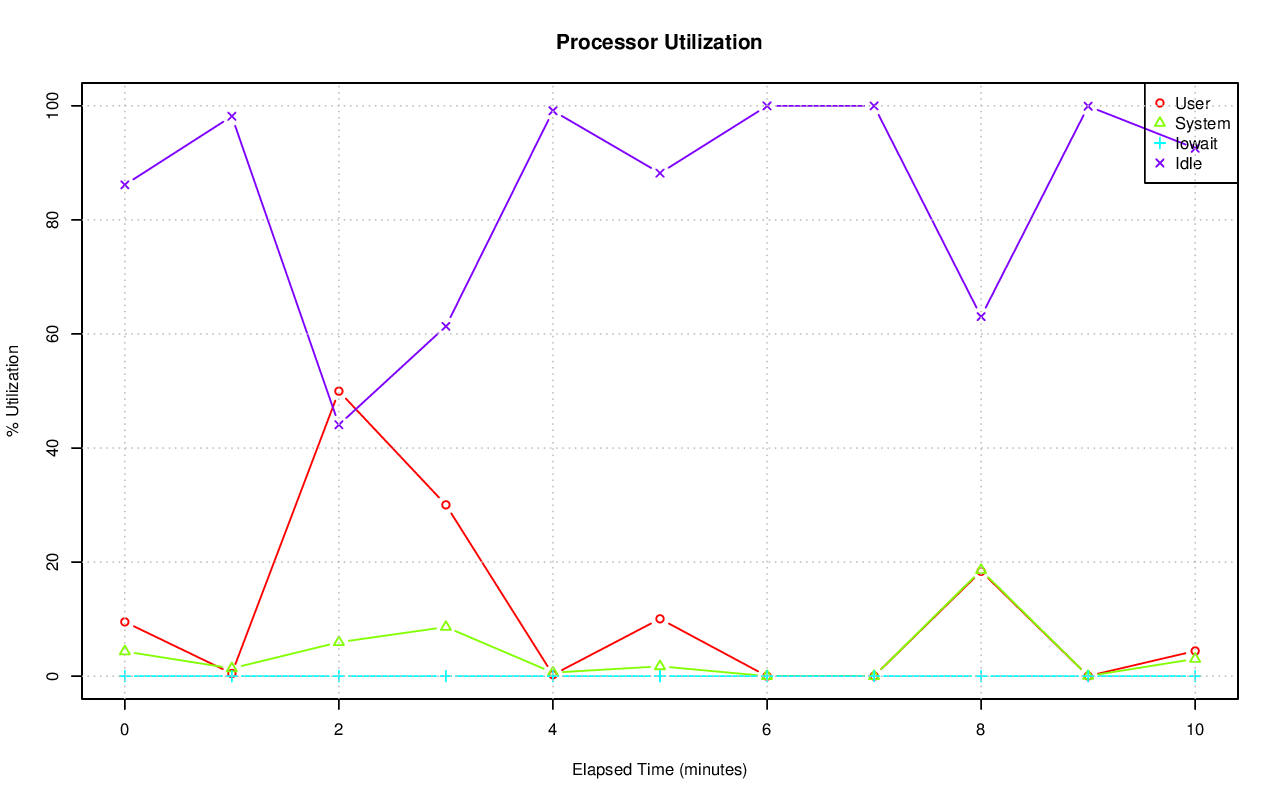 Processor Utilization
% Utilization
100
80
60
40
20
0
User
System
Iowait
Idle
0 2 4 6 8 10
Elapsed Time (minutes)